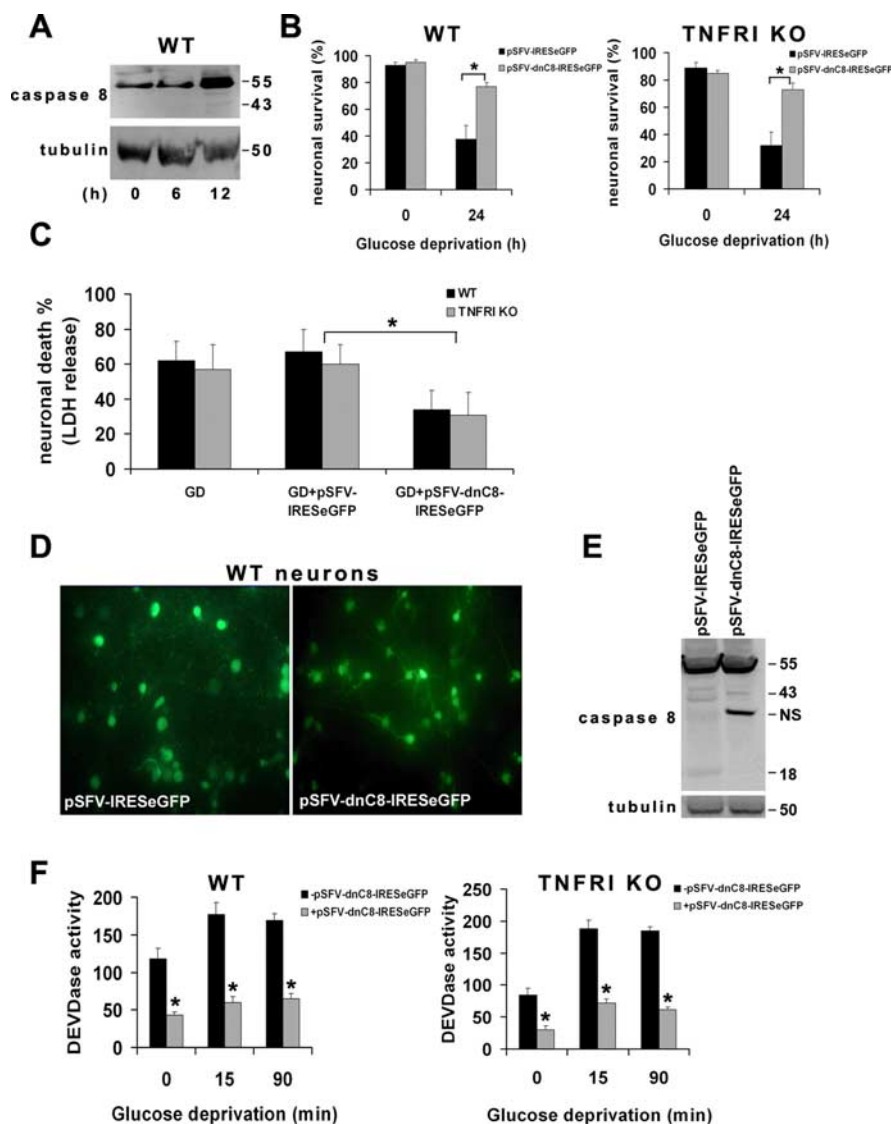 A
WT
caspase 8
55
43
tubulin
50
(h) 0 6 12
B
WT
pSFV-IRESeGFP
pSFV-dnC8-IRESeGFP
neuronal survival (%)
100
80
60
40
20
0
*
0 24
Glucose deprivation (h)
TNFRI KO
pSFV-IRESeGFP
pSFV-dnC8-IRESeGFP
neuronal survival (%)
100
80
60
40
20
0
*
0 24
Glucose deprivation (h)
C
WT
TNFRI KO
neuronal death %
(LDH release)
100
80
60
40
20
0
*
GD
GD+pSFV-
IRESeGFP
GD+pSFV-dnC8-
IRESeGFP
D
WT neurons
pSFV-IRESeGFP
pSFV-dnC8-IRESeGFP
E
pSFV-IRESeGFP
pSFV-dnC8-IRESeGFP
caspase 8
55
43
NS
18
tubulin
50
F
WT
-pSFV-dnC8-IRESeGFP
+pSFV-dnC8-IRESeGFP
DEVDase activity
200
150
100
50
0
* * *
0 15 90
Glucose deprivation (min)
TNFRI KO
-pSFV-dnC8-IRESeGFP
+pSFV-dnC8-IRESeGFP
DEVDase activity
250
200
150
100
50
0
* * *
0 15 90
Glucose deprivation (min)